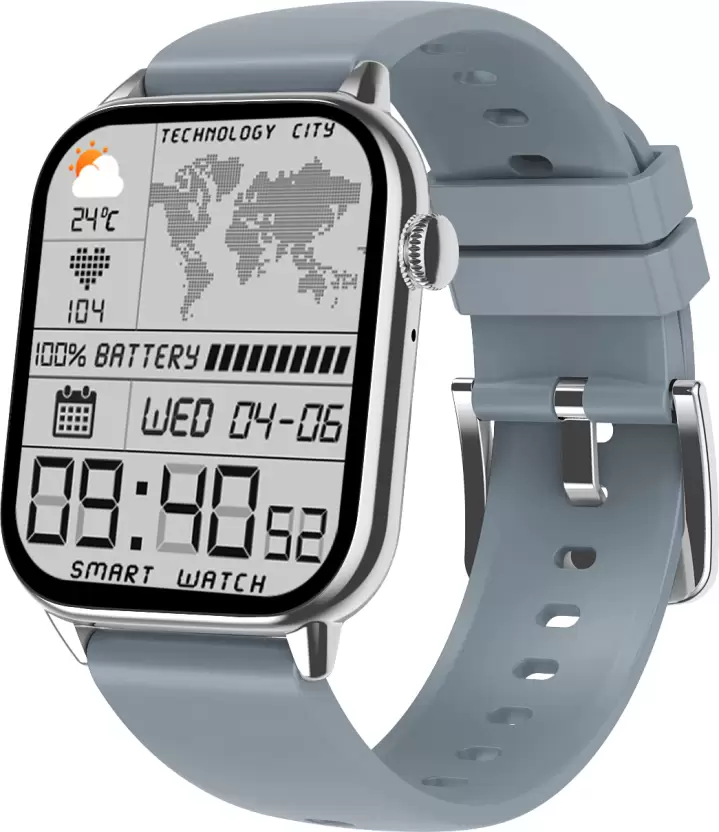 TECHNOLOGY CITY
24°C
104
100% BATTERY
WED 04-06
09:40 52
SMART WATCH